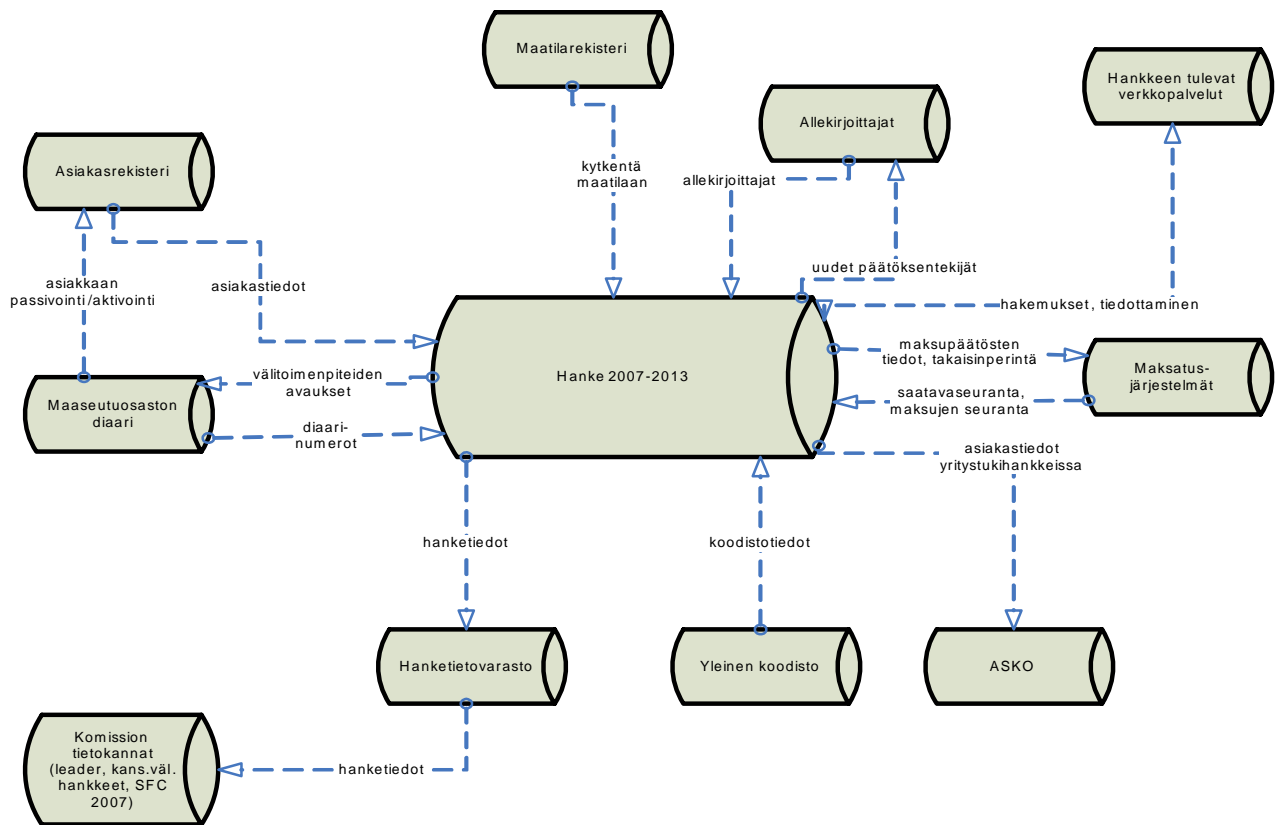 Maatilarekisteri
Hankkeen tulevat
verkkopalvelut
Allekirjoittajat
Asiakasrekisteri
kytkentä
maatilaan
allekirjoittajat
uudet päätöksentekijät
asiakkaan
passivointi/aktivointi
asiakastiedot
hakemukset, tiedottaminen
maksupäätösten
tiedot, takaisinperintä
Maksatus-
järjestelmät
Hanke 2007-2013
välitoimenpiteiden
avaukset
saatavaseuranta,
maksujen seuranta
Maaseutuosaston
diaari
diaari-
numerot
asiakastiedot
yritystukihankkeissa
hanketiedot
koodistotiedot
Hanketietovarasto
Yleinen koodisto
ASKO
Komission
tietokannat
(leader, kans.väl.
hankkeet, SFC
2007)
hanketiedot